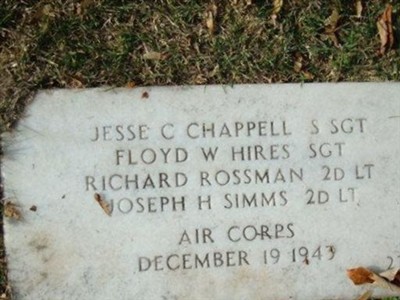 JESSE C CHAPPELL S SGT
FLOYD W HIRES SGT
RICHARD ROSSMAN 2D LT
JOSEPH H SIMMS 2D LT
AIR CORPS
DECEMBER 19 1943